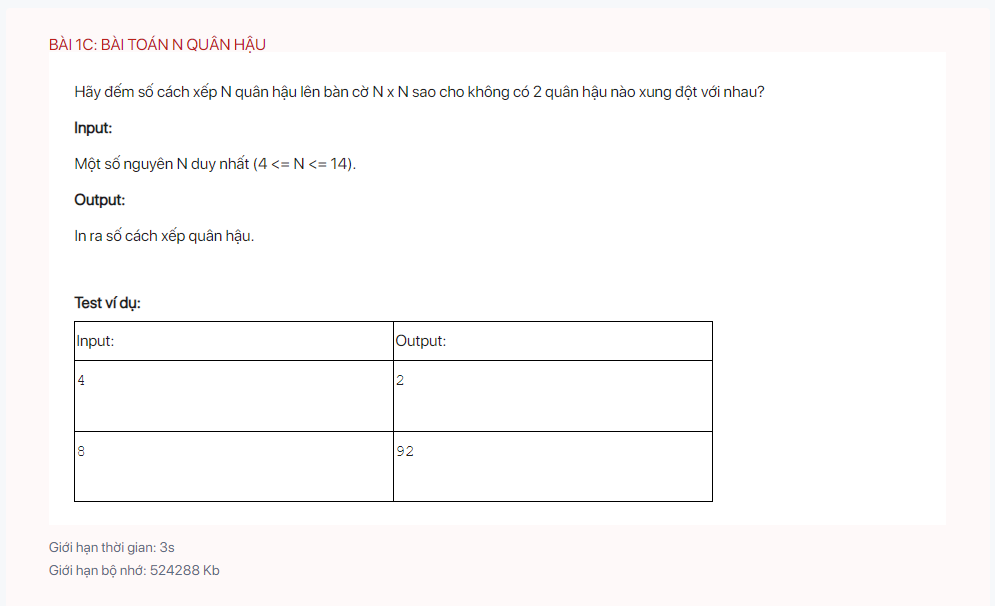 BÀI 1C: BÀI TOÁN N QUÂN HẬU
Hãy đếm số cách xếp N quân hậu lên bàn cờ N x N sao cho không có 2 quân hậu nào xung đột với nhau?
Input:
Một số nguyên N duy nhất (4 <= N <= 14).
Output:
In ra số cách xếp quân hậu.
Test ví dụ:
Input: Output:
4 2
8 92
Giới hạn thời gian: 3s
Giới hạn bộ nhớ: 524288 Kb